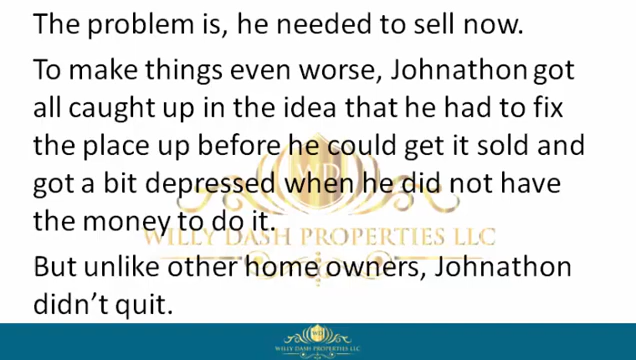 The problem is, he needed to sell now.
To make things even worse, Johnathon got
all caught up in the idea that he had to fix
the place up before he could get it sold and
got a bit depressed when he did not have
the money to do it.
WILLY DASH PROPERTIES LLC
But unlike other home owners, Johnathon
didn’t quit.
WILLY DASH PROPERTIES LLC